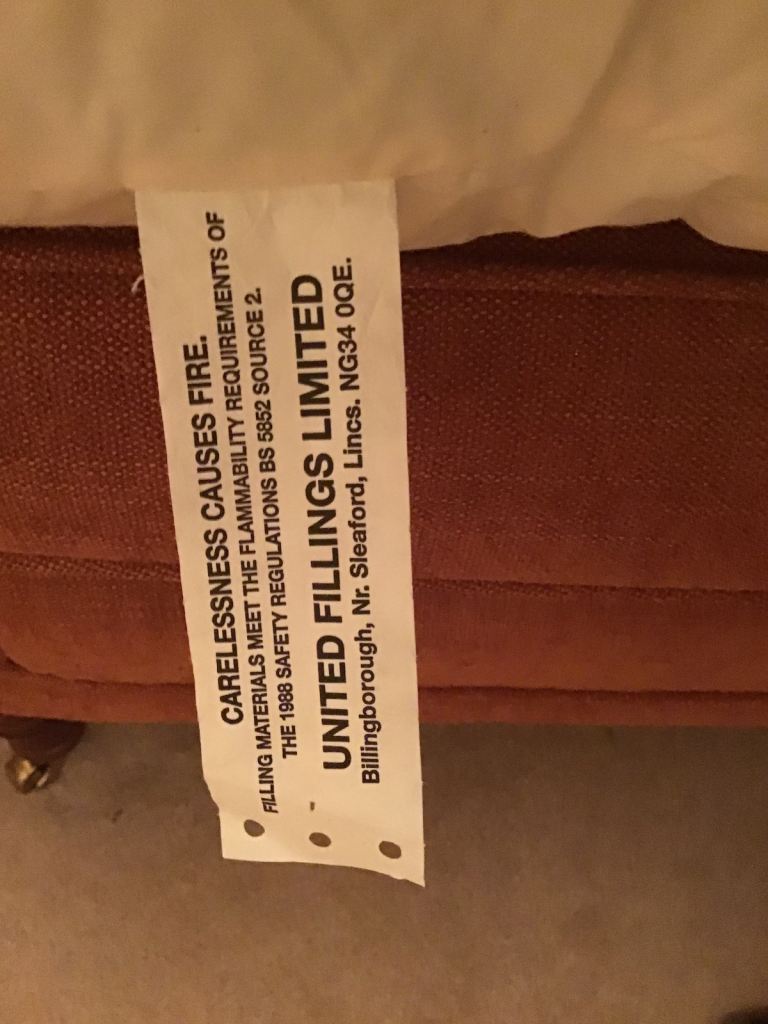 CARELESSNESS CAUSES FIRE.
FILLING MATERIALS MEET THE FLAMMABILITY REQUIREMENTS OF
THE 1988 SAFETY REGULATIONS BS 5852 SOURCE 2.
UNITED FILLINGS LIMITED
Billingborough, Nr. Sleaford, Lincs. NG34 0QE.